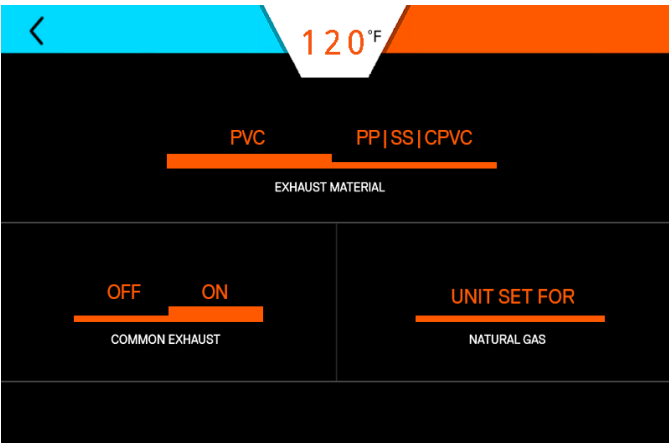 120°F
PVC PP|SS|CPVC
EXHAUST MATERIAL
OFF ON
COMMON EXHAUST
UNIT SET FOR
NATURAL GAS